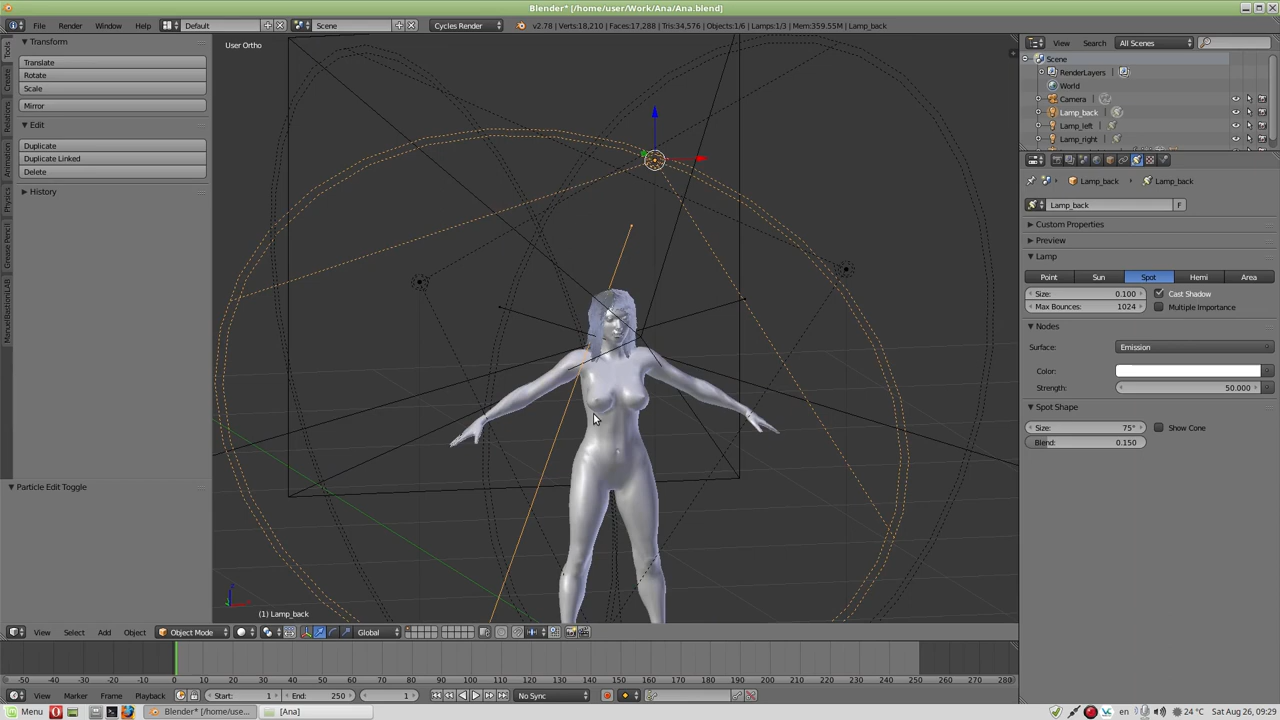 Blender* [/home/user/Work/Ana/Ana.blend]
File Render Window Help Default Scene Cycles Render v2.78 | Verts:18,210 | Faces:17,288 | Tris:34,576 | Objects:1/6 | Lamps:1/3 | Mem:359.55M | Lamp_back
Transform
Translate
Rotate
Scale
Mirror
Edit
Duplicate
Duplicate Linked
Delete
History
Tools
Create
Relations
Animation
Physics
Grease Pencil
ManuelBastioniLAB
Particle Edit Toggle
User Ortho
(1) Lamp_back
View Select Add Object Object Mode Global
View Search All Scenes
Scene
RenderLayers
World
Camera
Lamp_back
Lamp_left
Lamp_right
Lamp_back Lamp_back
Lamp_back F
Custom Properties
Preview
Lamp
Point Sun Spot Hemi Area
Size: 0.100 Cast Shadow
Max Bounces: 1024 Multiple Importance
Nodes
Surface: Emission
Color:
Strength: 50.000
Spot Shape
Size: 75° Show Cone
Blend: 0.150
-50 -40 -30 -20 -10 0 10 20 30 40 50 60 70 80 90 100 110 120 130 140 150 160 170 180 190 200 210 220 230 240 250 260 270 280
View Marker Frame Playback Start: 1 End: 250 1 No Sync
Menu Blender* [/home/use... [Ana] en 24 °C Sat Aug 26, 09:29